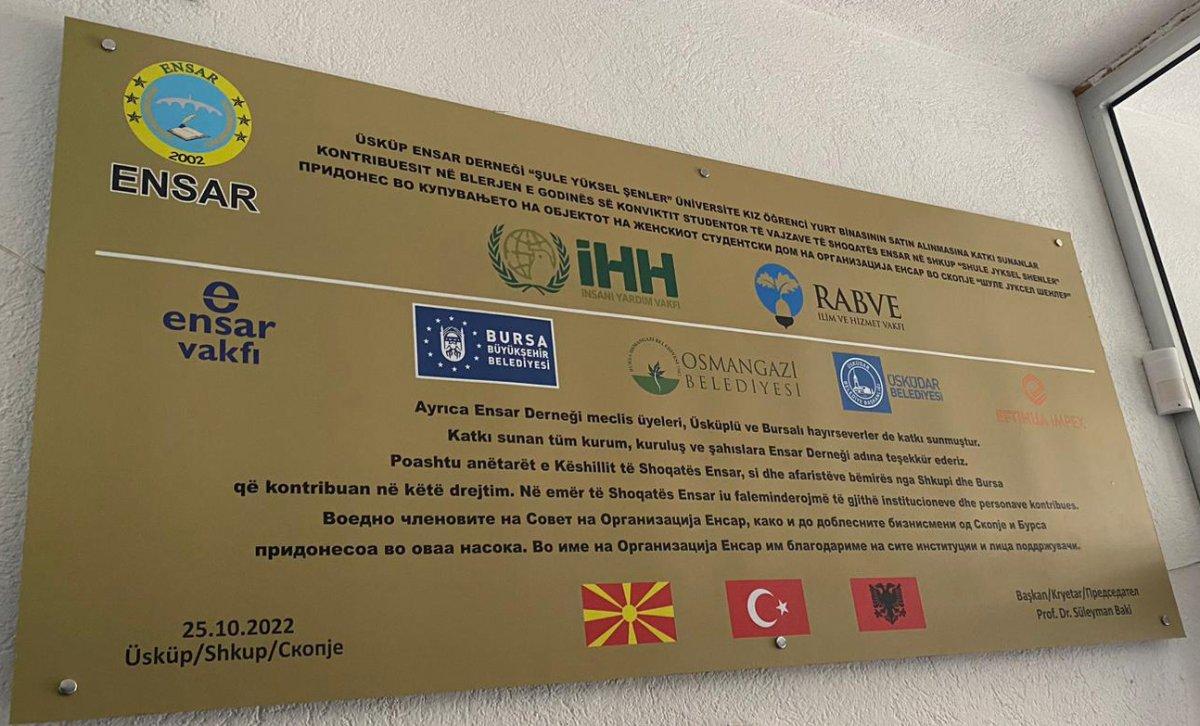 ENSAR
2002
ENSAR
ÜSKÜP ENSAR DERNEĞİ "ŞULE YÜKSEL ŞENLER" ÜNİVERSİTE KIZ ÖĞRENCİ YURT BİNASININ SATIN ALINMASINA KATKI SUNANLAR
KONTRIBUESIT NË BLERJEN E GODINËS SË KONVIKTIT STUDENTOR TË VAJZAVE TË SHOQATËS ENSAR NË SHKUP "SHULE JYKSEL SHENLER"
ПРИДОНЕС ВО КУПУВАЊЕТО НА ОБЈЕКТОТ НА ЖЕНСКИОТ СТУДЕНТСКИ ДОМ НА ОРГАНИЗАЦИЈА ЕНСАР ВО СКОПЈЕ "ШУЛЕ ЈУКСЕЛ ШЕНЛЕР"
iHH
İNSANİ YARDIM VAKFI
RABVE
İLİM VE HİZMET VAKFI
ensar
vakfı
BURSA
BÜYÜKŞEHİR
BELEDİYESİ
OSMANGAZİ
BELEDİYESİ
ÜSKÜDAR
BELEDİYESİ
EFTIHUA IMPEX
Ayrıca Ensar Derneği meclis üyeleri, Üsküplü ve Bursalı hayırseverler de katkı sunmuştur.
Katkı sunan tüm kurum, kuruluş ve şahıslara Ensar Derneği adına teşekkür ederiz.
Poashtu anëtarët e Këshillit të Shoqatës Ensar, si dhe afaristëve bëmirës nga Shkupi dhe Bursa
që kontribuan në këtë drejtim. Në emër të Shoqatës Ensar iu faleminderojmë të gjithë institucioneve dhe personave kontribues.
Воедно членовите на Совет на Организација Енсар, како и до доблесните бизнисмени од Скопје и Бурса
придонесоа во оваа насока. Во име на Организација Енсар им благодариме на сите институции и лица поддржувачи.
25.10.2022
Üsküp/Shkup/Скопје
Başkan/Kryetar/Председател
Prof. Dr. Süleyman Baki